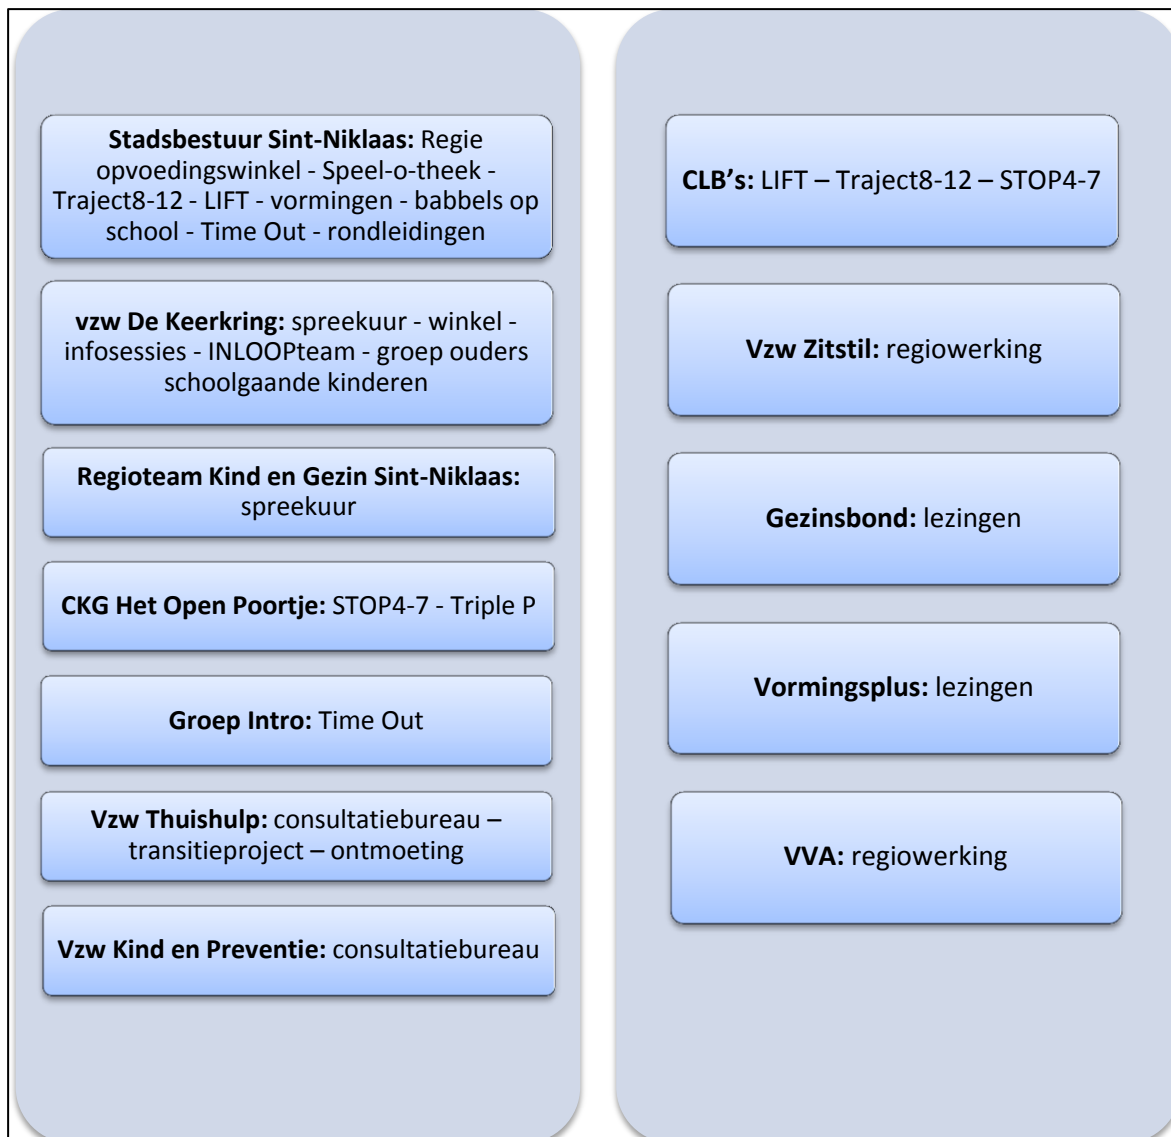 Stadsbestuur Sint-Niklaas: Regie
opvoedingswinkel - Speel-o-theek -
Traject8-12 - LIFT - vormingen - babbels op
school - Time Out - rondleidingen
vzw De Keerkring: spreekuur - winkel -
infosessies - INLOOPteam - groep ouders
schoolgaande kinderen
Regioteam Kind en Gezin Sint-Niklaas:
spreekuur
CKG Het Open Poortje: STOP4-7 - Triple P
Groep Intro: Time Out
Vzw Thuishulp: consultatiebureau –
transitieproject – ontmoeting
Vzw Kind en Preventie: consultatiebureau
CLB’s: LIFT – Traject8-12 – STOP4-7
Vzw Zitstil: regiowerking
Gezinsbond: lezingen
Vormingsplus: lezingen
VVA: regiowerking